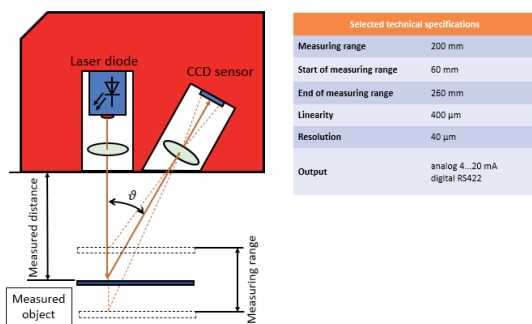 Laser diode
CCD sensor
ϑ
Measured distance
Measuring range
Measured
object
Selected technical specifications
Measuring range 200 mm
Start of measuring range 60 mm
End of measuring range 260 mm
Linearity 400 µm
Resolution 40 µm
Output analog 4...20 mA
digital RS422